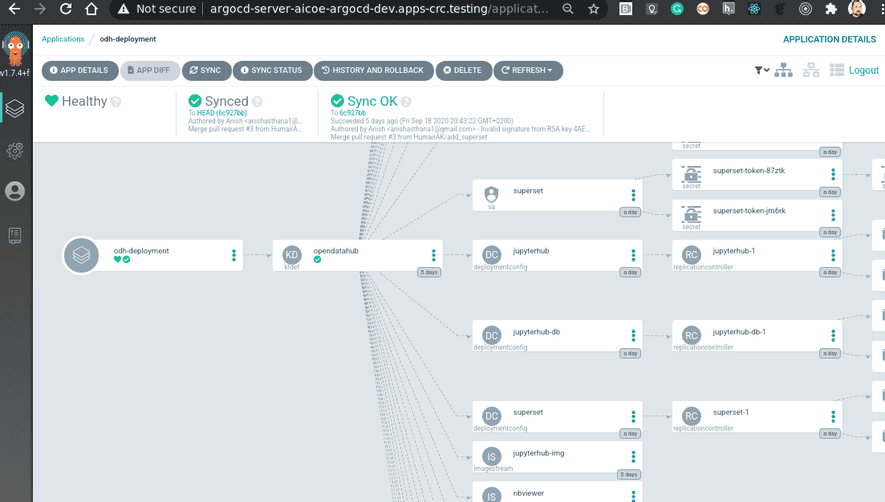 Not secure
argocd-server-aicoe-argocd-dev.apps-crc.testing/applicat...
v1.7.4+f
Applications / odh-deployment
APPLICATION DETAILS
APP DETAILS
APP DIFF
SYNC
SYNC STATUS
HISTORY AND ROLLBACK
DELETE
REFRESH
Logout
Healthy
Synced
To HEAD (6c927bb)
Authored by Anish <anishasthana1@...
Merge pull request #3 from HumairA...
Sync OK
To 6c927bb
Succeeded 5 days ago (Fri Sep 18 2020 20:43:22 GMT+0200)
Authored by Anish <anishasthana1@gmail.com> - Invalid signature from RSA key 4AE...
Merge pull request #3 from HumairAK/add_superset
secret
a day
superset-token-87ztk
secret
a day
superset
sa
a day
superset-token-jm6rk
secret
a day
odh-deployment
KD
opendatahub
kfdef
5 days
DC
jupyterhub
deploymentconfig
a day
RC
jupyterhub-1
replicationcontroller
a day
DC
jupyterhub-db
deploymentconfig
a day
RC
jupyterhub-db-1
replicationcontroller
a day
DC
superset
deploymentconfig
a day
RC
superset-1
replicationcontroller
a day
IS
jupyterhub-img
imagestream
5 days
IS
nbviewer